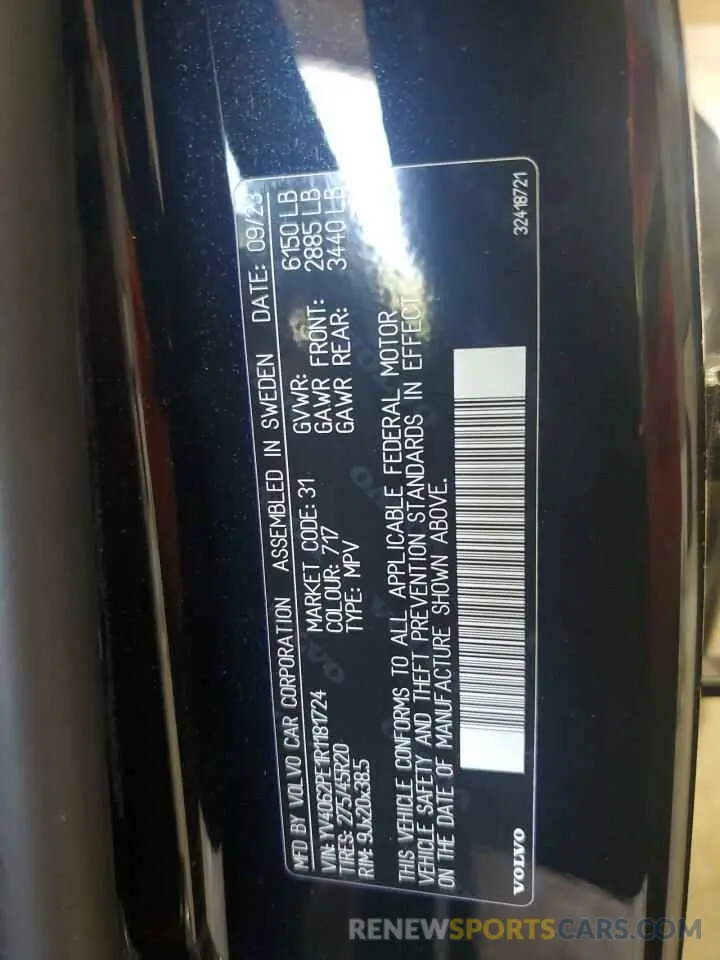 MFD BY VOLVO CAR CORPORATION ASSEMBLED IN SWEDEN DATE: 09/23
VIN: YV4062PE1R1181724 MARKET CODE: 31 GVWR: 6150 LB
TIRES: 275/45R20 COLOUR: 717 GAWR FRONT: 2885 LB
RIM: 9Jx20x38.5 TYPE: MPV GAWR REAR: 3440 LB
THIS VEHICLE CONFORMS TO ALL APPLICABLE FEDERAL MOTOR
VEHICLE SAFETY AND THEFT PREVENTION STANDARDS IN EFFECT
ON THE DATE OF MANUFACTURE SHOWN ABOVE.
VOLVO 32418721
RENEWSPORTSCARS.COM